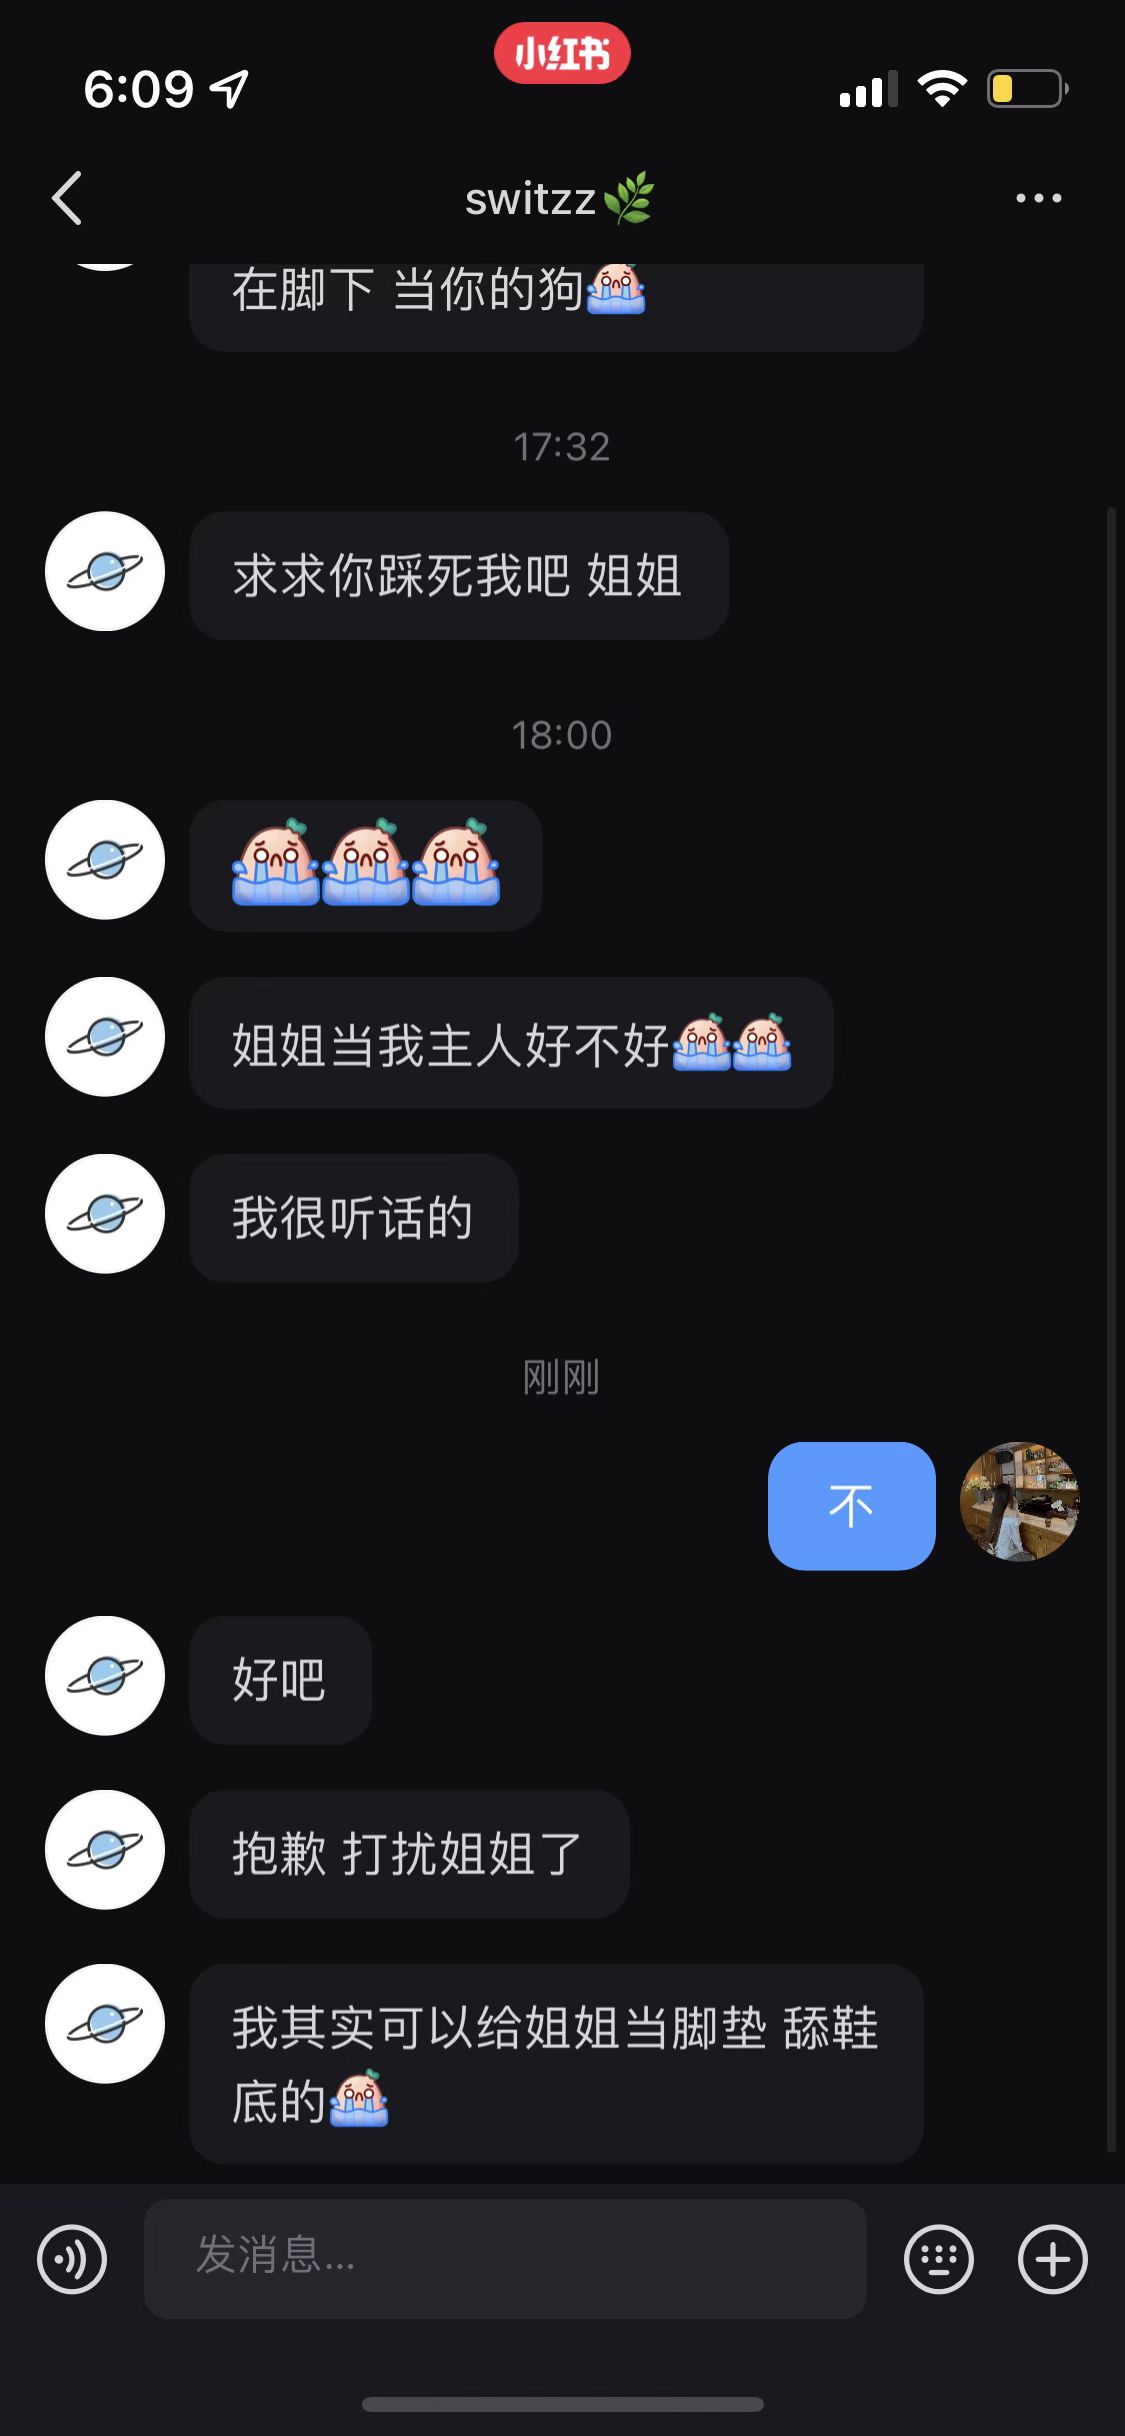 小红书
6:09
switzz
在脚下 当你的狗
17:32
求求你踩死我吧 姐姐
18:00
姐姐当我主人好不好
我很听话的
刚刚
不
好吧
抱歉 打扰姐姐了
我其实可以给姐姐当脚垫 舔鞋
底的
发消息...